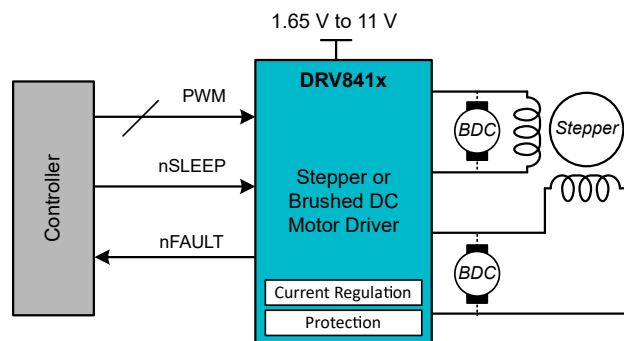 1.65 V to 11 V
DRV841x
Controller
PWM
nSLEEP
nFAULT
Stepper or
Brushed DC
Motor Driver
Current Regulation
Protection
BDC
Stepper
BDC